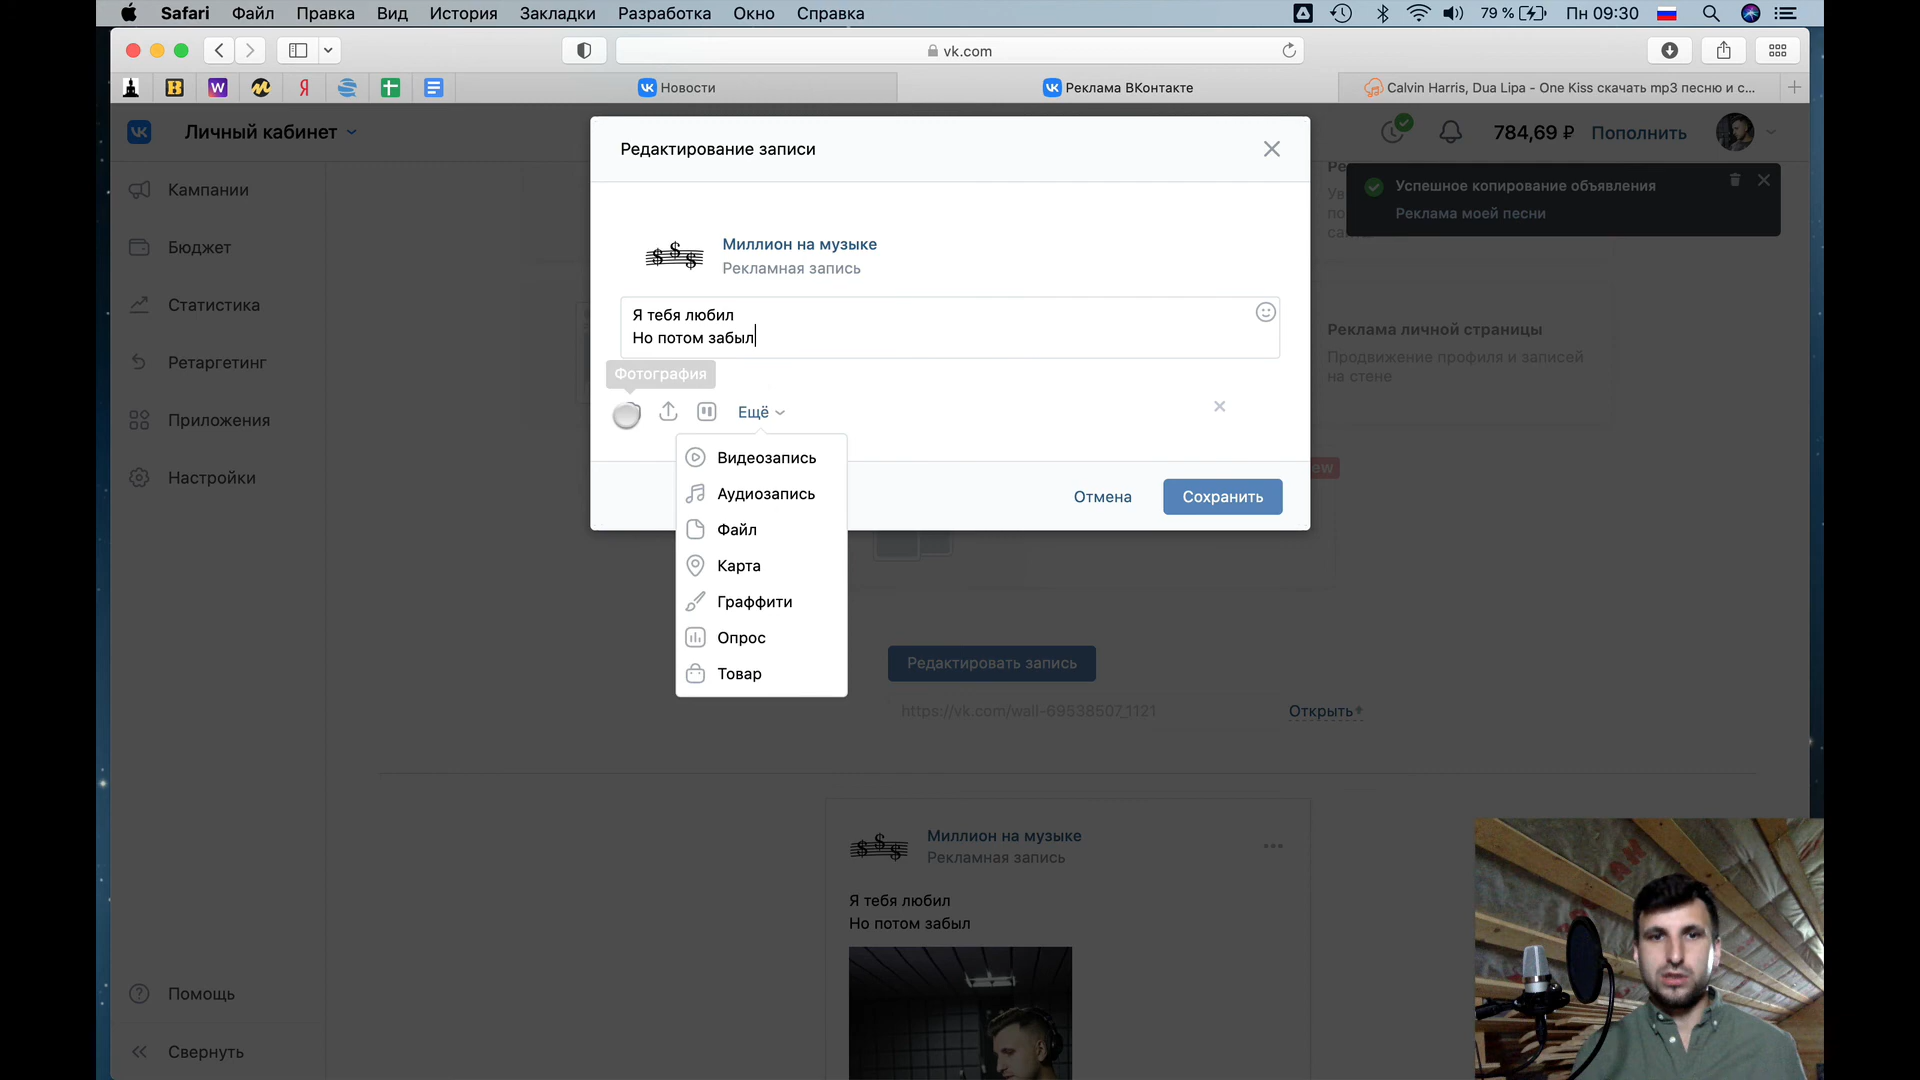 Safari Файл Правка Вид История Закладки Разработка Окно Справка 79 % Пн 09:30
vk.com
Новости Реклама ВКонтакте Calvin Harris, Dua Lipa - One Kiss скачать mp3 песню и с...
Личный кабинет 784,69 ₽ Пополнить
Кампании
Бюджет
Статистика
Ретаргетинг
Приложения
Настройки
Помощь
Свернуть
Редактирование записи
Миллион на музыке
Рекламная запись
Я тебя любил
Но потом забыл
Фотография
Ещё
Видеозапись
Аудиозапись
Файл
Карта
Граффити
Опрос
Товар
Отмена Сохранить
Успешное копирование объявления
Реклама моей песни
Реклама личной страницы
Продвижение профиля и записей
на стене
Редактировать запись
https://vk.com/wall-69538507_1121 Открыть
Миллион на музыке
Рекламная запись
Я тебя любил
Но потом забыл